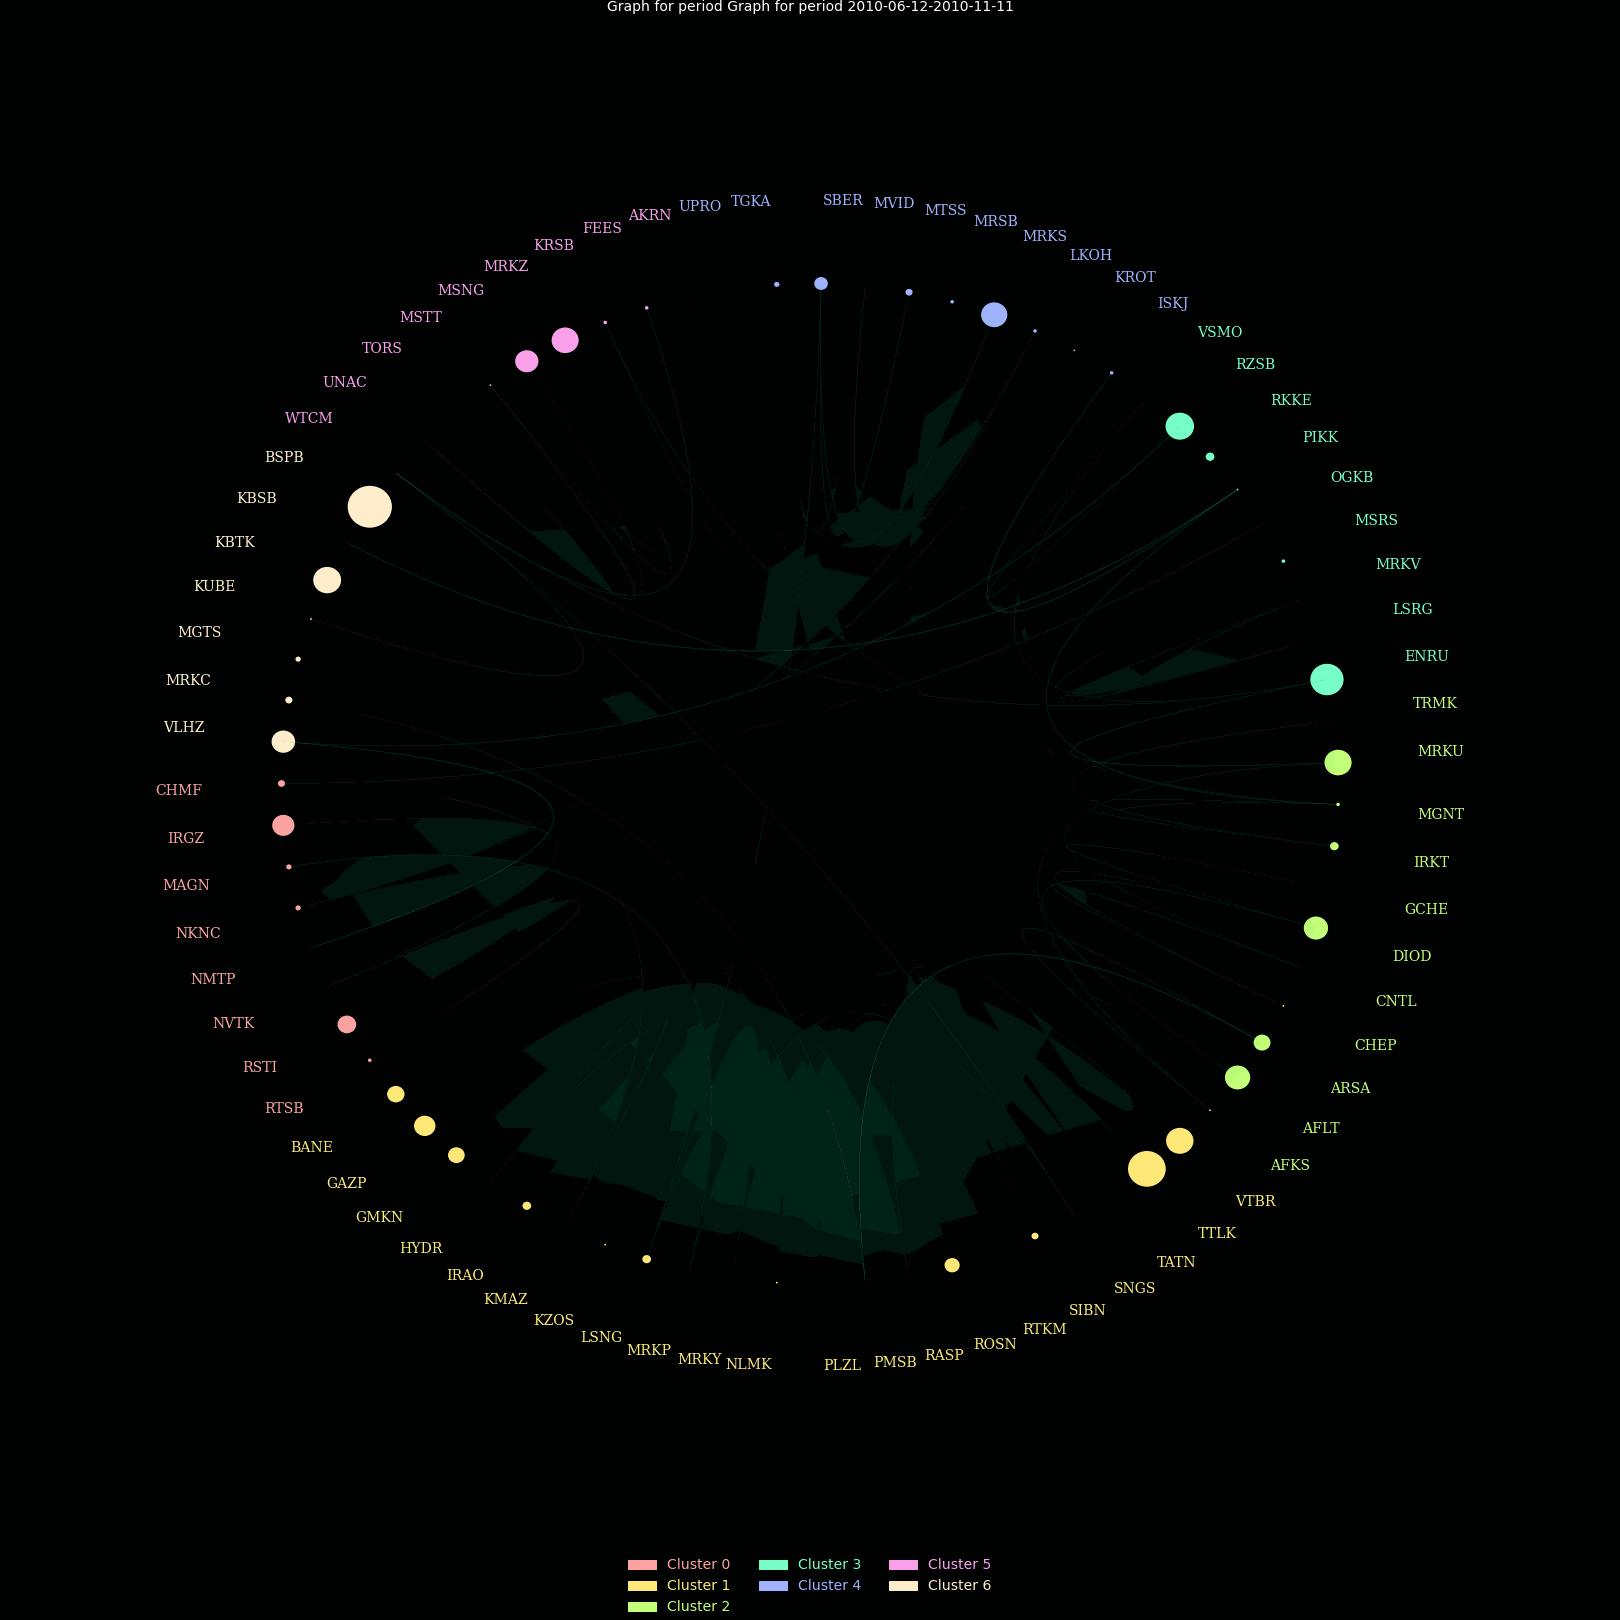 Graph for period Graph for period 2010-06-12-2010-11-11
SBER
MVID
MTSS
MRSB
MRKS
LKOH
KROT
ISKJ
VSMO
RZSB
RKKE
PIKK
OGKB
MSRS
MRKV
LSRG
ENRU
TRMK
MRKU
MGNT
IRKT
GCHE
DIOD
CNTL
CHEP
ARSA
AFLT
AFKS
VTBR
TTLK
TATN
SNGS
SIBN
RTKM
ROSN
RASP
PMSB
PLZL
NLMK
MRKY
MRKP
LSNG
KZOS
KMAZ
IRAO
HYDR
GMKN
GAZP
BANE
RTSB
RSTI
NVTK
NMTP
NKNC
MAGN
IRGZ
CHMF
VLHZ
MRKC
MGTS
KUBE
KBTK
KBSB
BSPB
WTCM
UNAC
TORS
MSTT
MSNG
MRKZ
KRSB
FEES
AKRN
UPRO
TGKA
Cluster 0
Cluster 1
Cluster 2
Cluster 3
Cluster 4
Cluster 5
Cluster 6